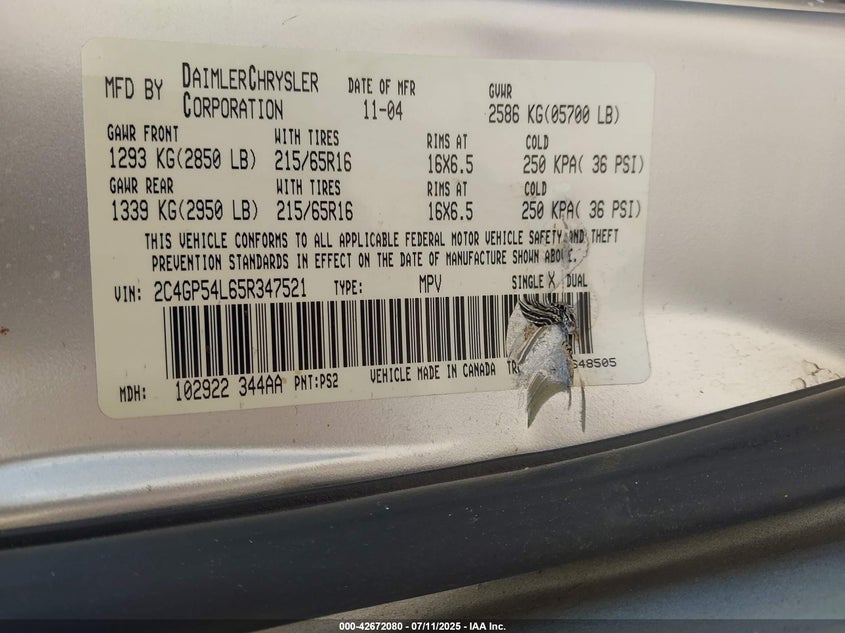 MFD BY DAIMLERCHRYSLER CORPORATION DATE OF MFR 11-04 GVWR 2586 KG(05700 LB)
GAWR FRONT WITH TIRES RIMS AT COLD
1293 KG(2850 LB) 215/65R16 16X6.5 250 KPA( 36 PSI)
GAWR REAR WITH TIRES RIMS AT COLD
1339 KG(2950 LB) 215/65R16 16X6.5 250 KPA( 36 PSI)
THIS VEHICLE CONFORMS TO ALL APPLICABLE FEDERAL MOTOR VEHICLE SAFETY AND THEFT
PREVENTION STANDARDS IN EFFECT ON THE DATE OF MANUFACTURE SHOWN ABOVE.
VIN: 2C4GP54L65R347521 TYPE: MPV SINGLE X DUAL
MDH: 102922 344AA PNT:PS2 VEHICLE MADE IN CANADA
000-42672080 - 07/11/2025 - IAA Inc.